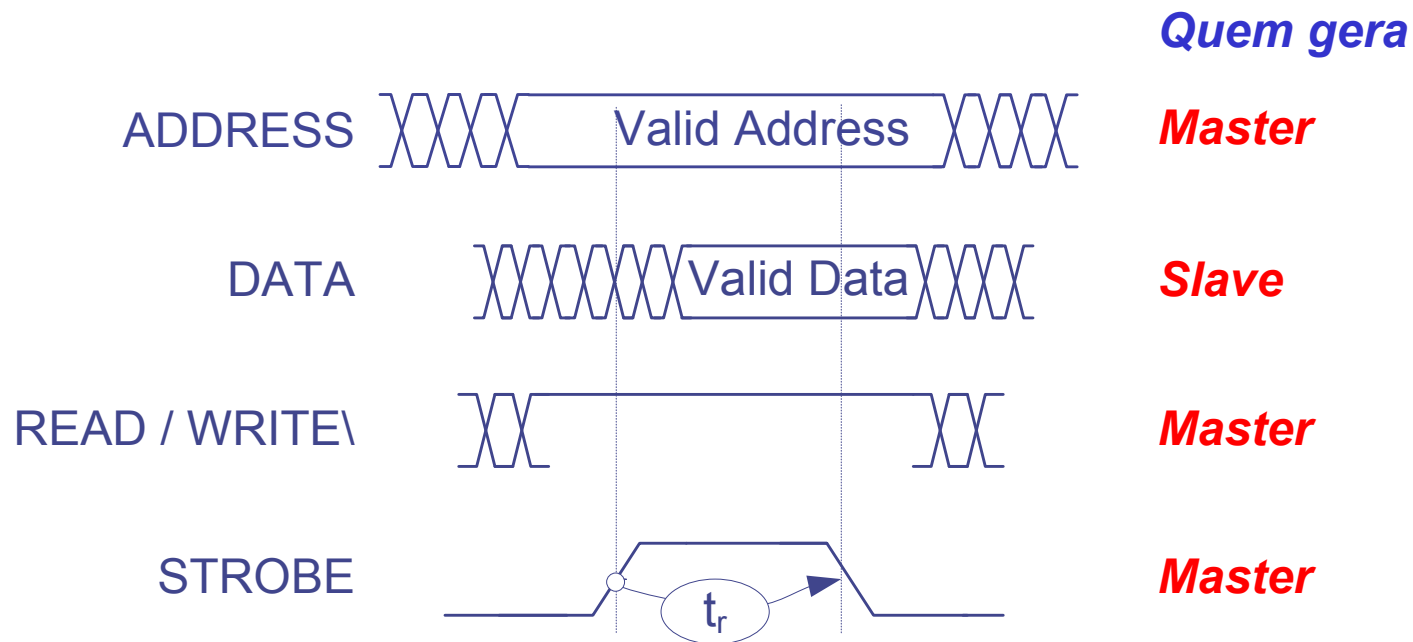 Quem gera
ADDRESS Valid Address Master
DATA Valid Data Slave
READ / WRITE\ Master
STROBE Master
tr